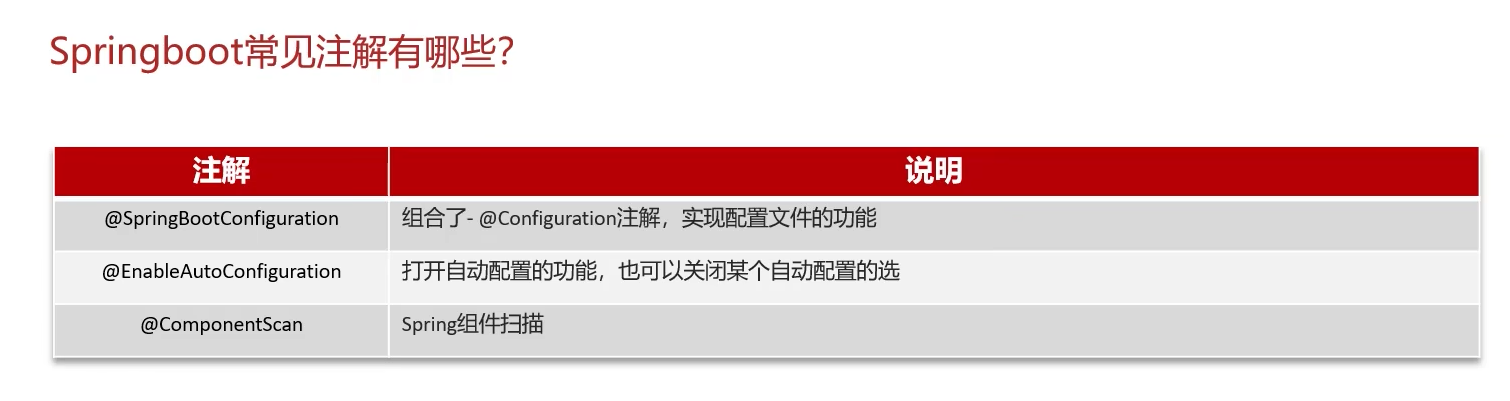 Springboot常见注解有哪些?
注解 说明
@SpringBootConfiguration 组合了- @Configuration注解，实现配置文件的功能
@EnableAutoConfiguration 打开自动配置的功能，也可以关闭某个自动配置的选
@ComponentScan Spring组件扫描